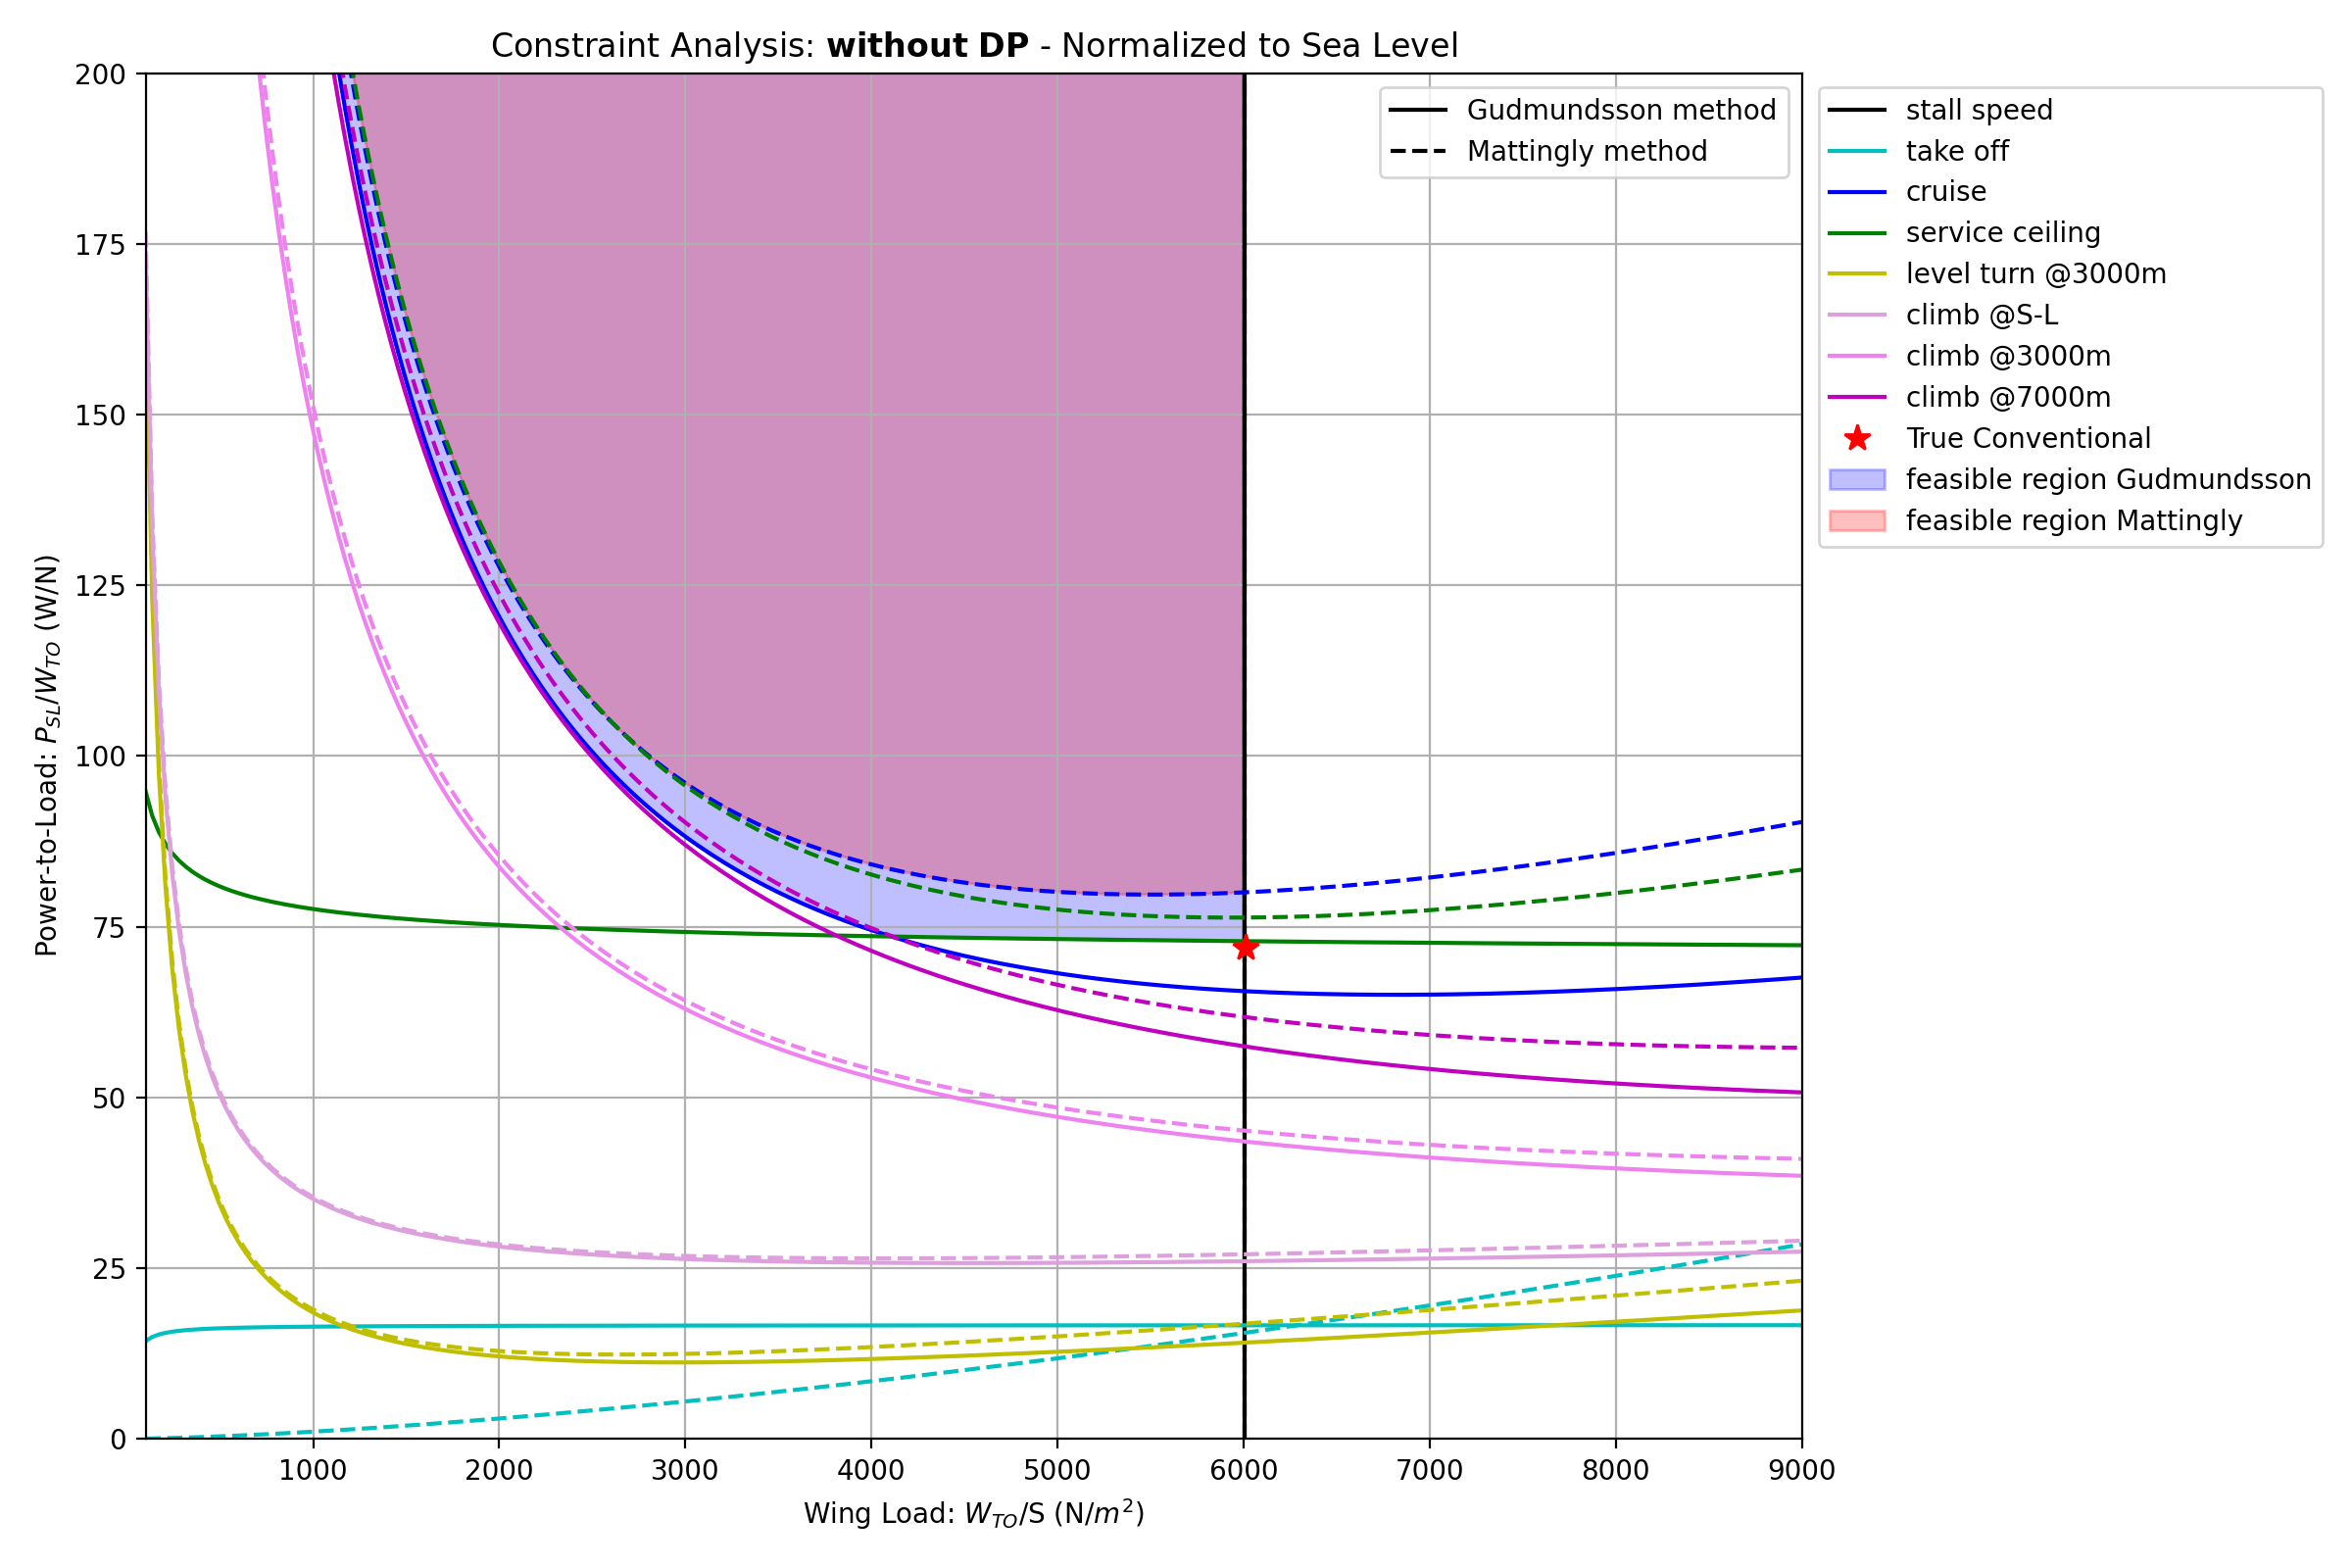 Constraint Analysis: without DP - Normalized to Sea Level
Power-to-Load: P_SL/W_TO (W/N)
200
175
150
125
100
75
50
25
0
1000 2000 3000 4000 5000 6000 7000 8000 9000
Wing Load: W_TO/S (N/m²)
Gudmundsson method
Mattingly method
stall speed
take off
cruise
service ceiling
level turn @3000m
climb @S-L
climb @3000m
climb @7000m
True Conventional
feasible region Gudmundsson
feasible region Mattingly